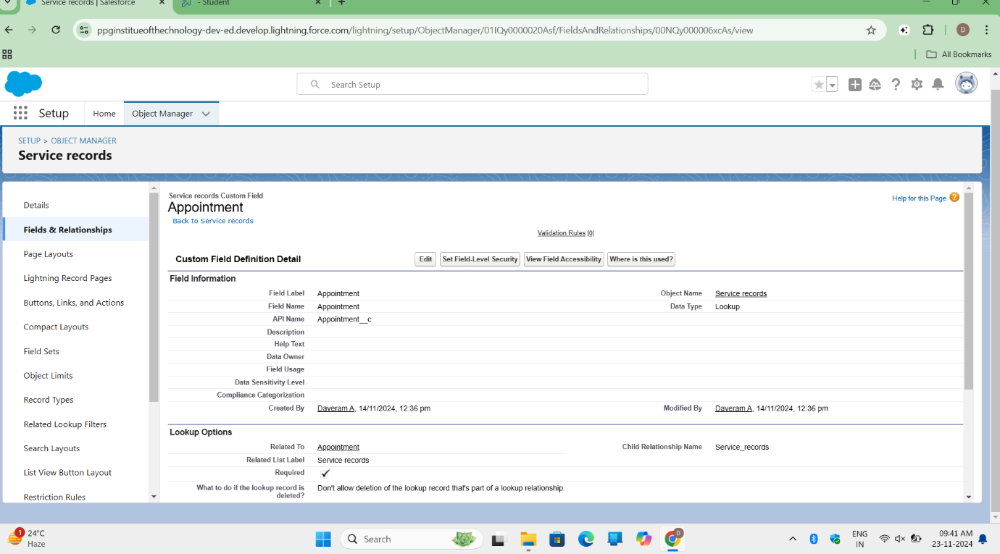 Service records | Salesforce
- Student
ppginstitueofthechnology-dev-ed.develop.lightning.force.com/lightning/setup/ObjectManager/01IQy0000020Asf/FieldsAndRelationships/00NQy000006xcAs/view
D
All Bookmarks
Search Setup
Setup
Home
Object Manager
SETUP > OBJECT MANAGER
Service records
Details
Fields & Relationships
Page Layouts
Lightning Record Pages
Buttons, Links, and Actions
Compact Layouts
Field Sets
Object Limits
Record Types
Related Lookup Filters
Search Layouts
List View Button Layout
Restriction Rules
Service records Custom Field
Appointment
Back to Service records
Help for this Page ?
Validation Rules [0]
Custom Field Definition Detail
Edit Set Field-Level Security View Field Accessibility Where is this used?
Field Information
Field Label Appointment Object Name Service records
Field Name Appointment Data Type Lookup
API Name Appointment__c
Description
Help Text
Data Owner
Field Usage
Data Sensitivity Level
Compliance Categorization
Created By Daveram A, 14/11/2024, 12:36 pm Modified By Daveram A, 14/11/2024, 12:36 pm
Lookup Options
Related To Appointment Child Relationship Name Service_records
Related List Label Service records
Required ✓
What to do if the lookup record is
deleted? Don't allow deletion of the lookup record that's part of a lookup relationship.
1
24°C
Haze
Search
D
ENG
IN
09:41 AM
23-11-2024